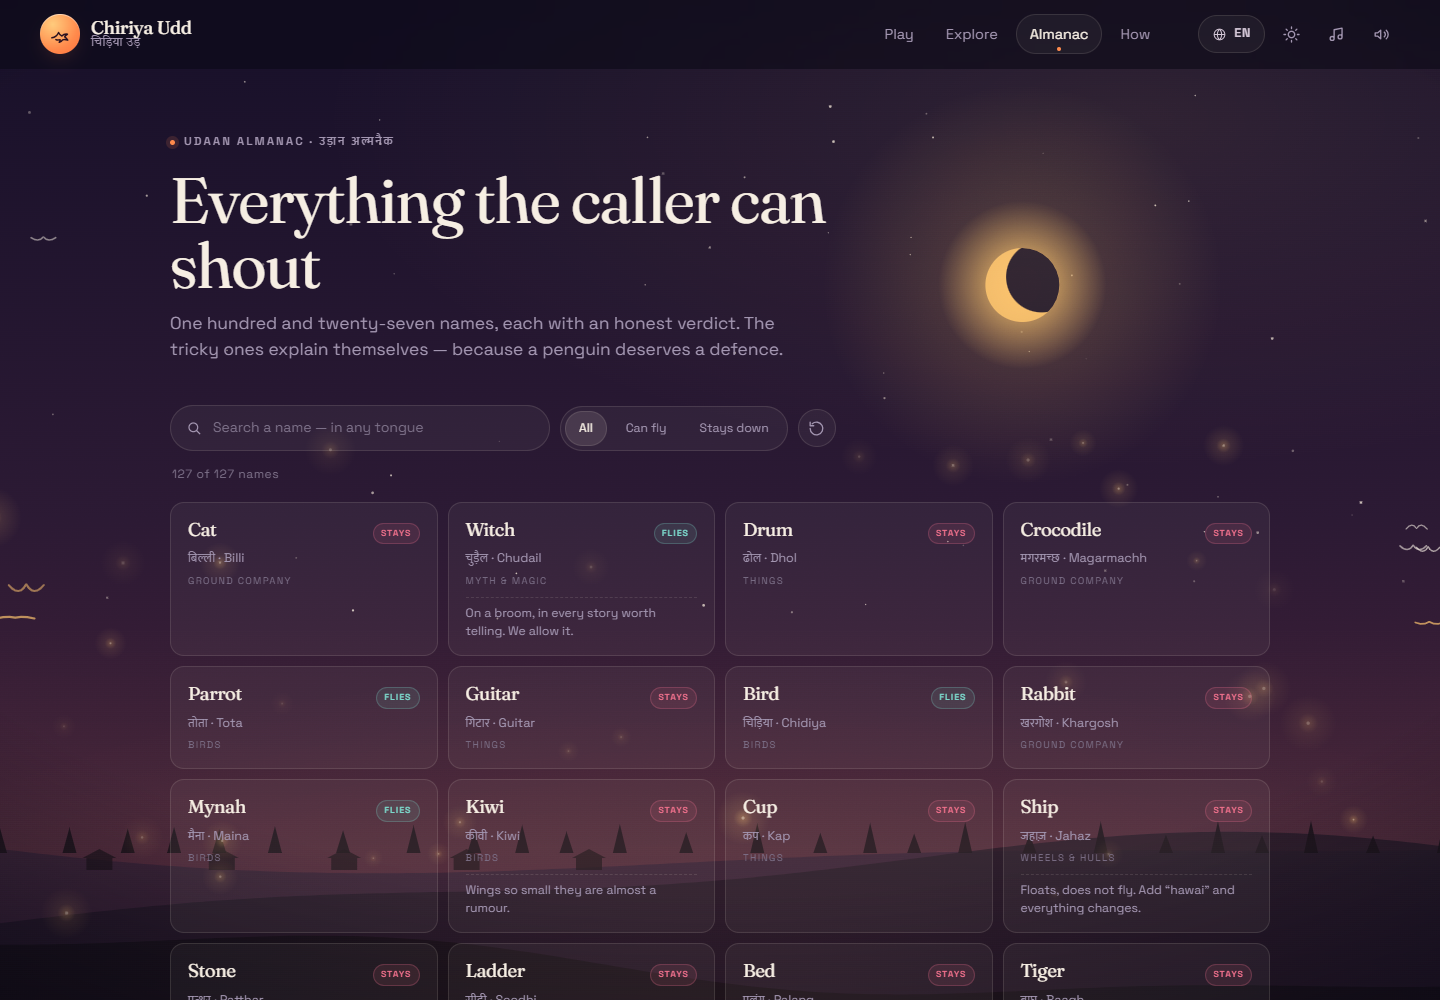 Chiriya Udd
चिड़िया उड़
Play
Explore
Almanac
How
EN
UDAAN ALMANAC · उड़ान अल्मनैक
Everything the caller can
shout
One hundred and twenty-seven names, each with an honest verdict. The
tricky ones explain themselves — because a penguin deserves a defence.
Search a name — in any tongue
All
Can fly
Stays down
127 of 127 names
Cat
STAYS
बिल्ली · Billi
GROUND COMPANY
Witch
FLIES
चुड़ैल · Chudail
MYTH & MAGIC
On a broom, in every story worth
telling. We allow it.
Drum
STAYS
ढोल · Dhol
THINGS
Crocodile
STAYS
मगरमच्छ · Magarmachh
GROUND COMPANY
Parrot
FLIES
तोता · Tota
BIRDS
Guitar
STAYS
गिटार · Guitar
THINGS
Bird
FLIES
चिड़िया · Chidiya
BIRDS
Rabbit
STAYS
खरगोश · Khargosh
GROUND COMPANY
Mynah
FLIES
मैना · Maina
BIRDS
Kiwi
STAYS
कीवी · Kiwi
BIRDS
Wings so small they are almost a
rumour.
Cup
STAYS
कप · Kap
THINGS
Ship
STAYS
जहाज़ · Jahaz
WHEELS & HULLS
Floats, does not fly. Add “hawai” and
everything changes.
Stone
STAYS
पत्थर · Patthar
Ladder
STAYS
सीढ़ी · Seedhi
Bed
STAYS
पलंग · Palang
Tiger
STAYS
बाघ · Baagh